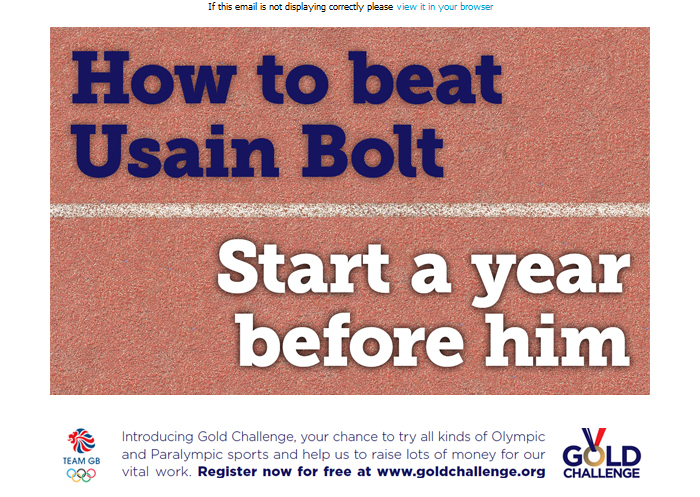 If this email is not displaying correctly please view it in your browser
How to beat
Usain Bolt
Start a year
before him
TEAM GB
Introducing Gold Challenge, your chance to try all kinds of Olympic
and Paralympic sports and help us to raise lots of money for our
vital work. Register now for free at www.goldchallenge.org
GOLD
CHALLENGE